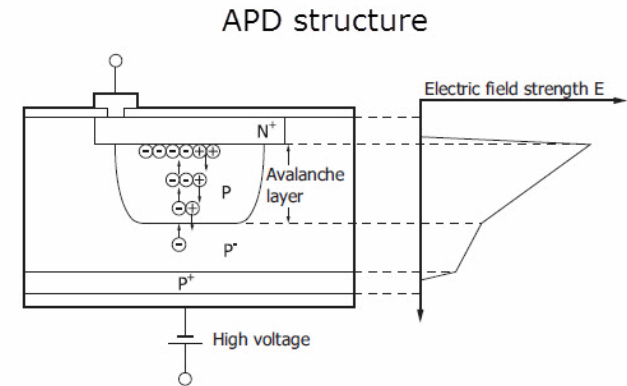 APD structure
Electric field strength E
N+
Avalanche
layer
P
P-
P+
High voltage